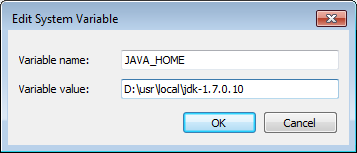 Edit System Variable
Variable name: JAVA_HOME
Variable value: D:\usr\local\jdk-1.7.0.10
OK Cancel